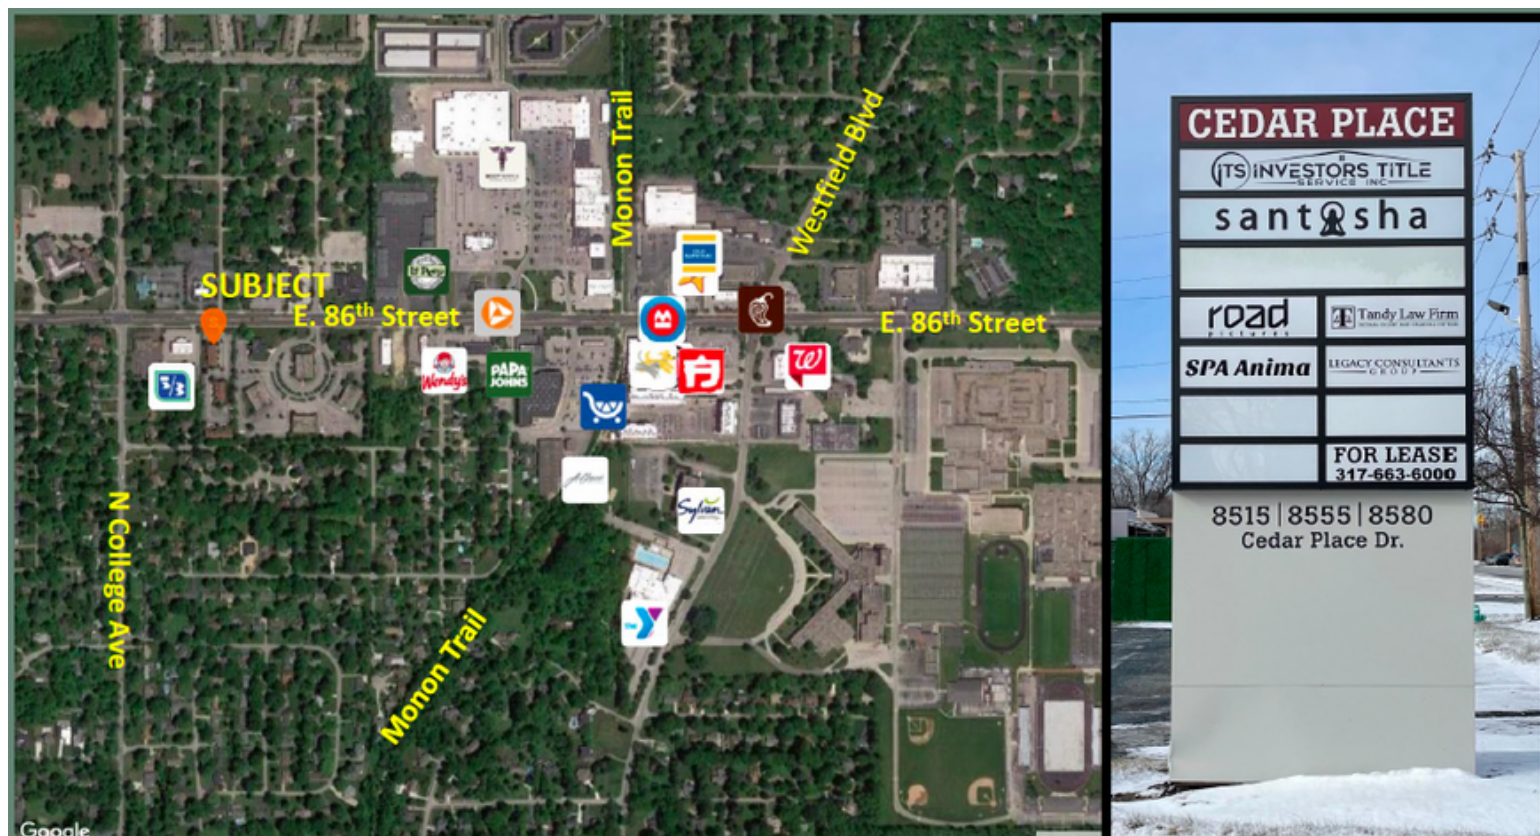 Monon Trail
Westfield Blvd
SUBJECT
E. 86th Street
E. 86th Street
Wendy's
PAPA
JOHNS
N College Ave
Sylvan
the Y
Monon Trail
Google
CEDAR PLACE
ITS INVESTORS TITLE
SERVICE INC
santosha
road
pictures
Tandy Law Firm
SPA Anima
LEGACY CONSULTANTS
GROUP
FOR LEASE
317-663-6000
8515|8555|8580
Cedar Place Dr.